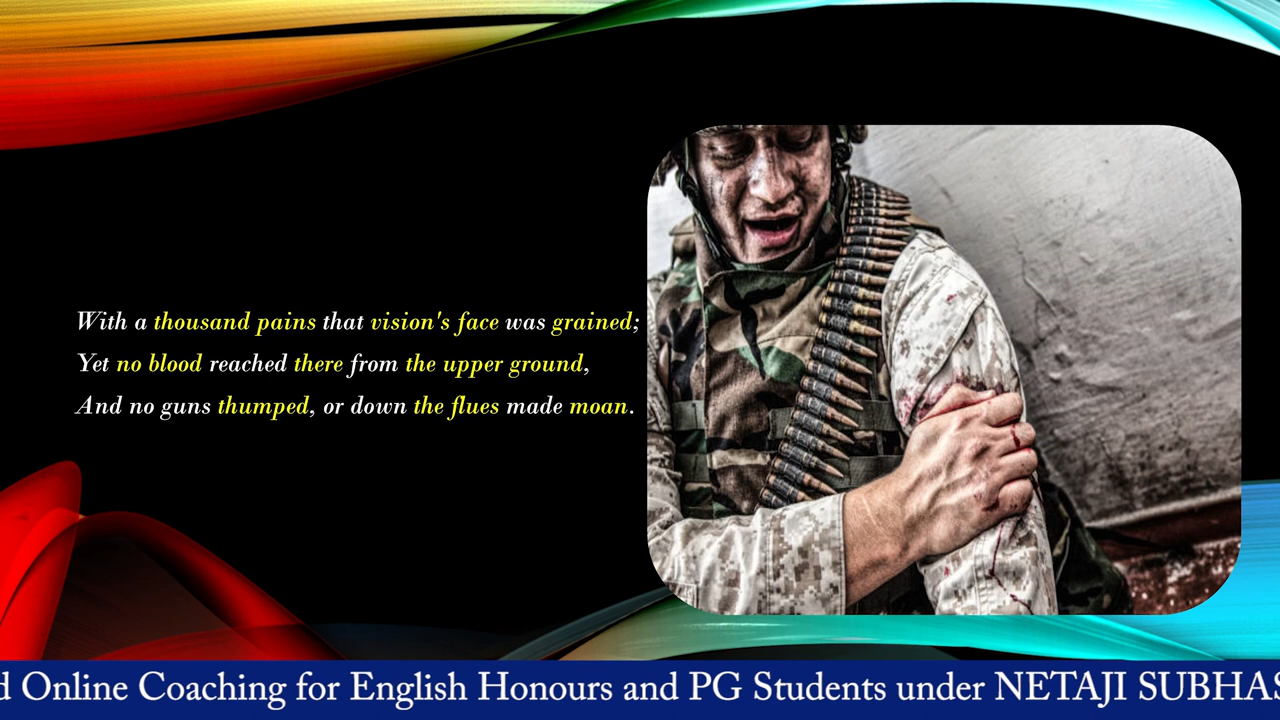 With a thousand pains that vision's face was grained;
Yet no blood reached there from the upper ground,
And no guns thumped, or down the flues made moan.
d Online Coaching for English Honours and PG Students under NETAJI SUBHAS